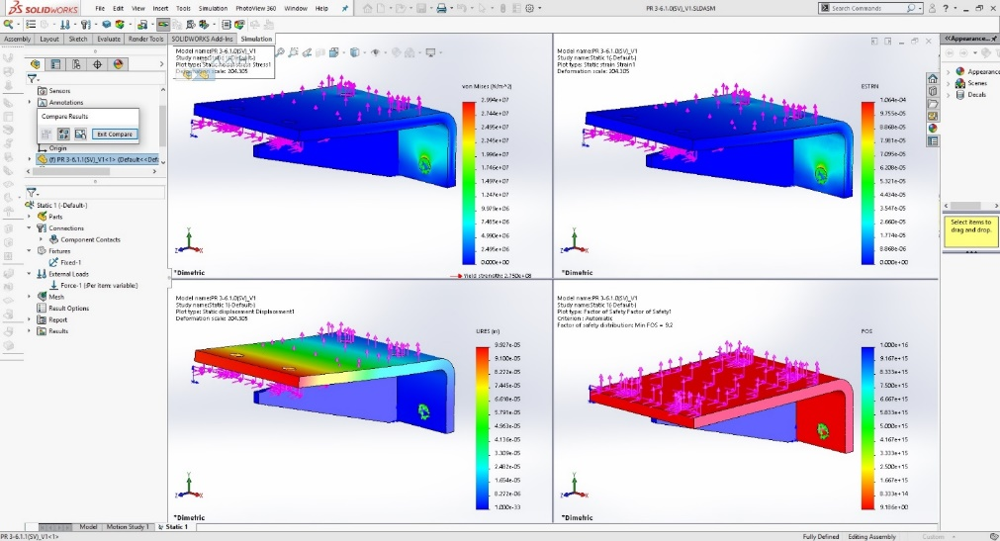 SOLIDWORKS File Edit View Insert Tools Simulation PhotoView 360 Window Help
PR 3-6.1.0(SV)_V1.SLDASM
Search Commands
Assembly Layout Sketch Evaluate Render Tools SOLIDWORKS Add-Ins Simulation
Sensors
Annotations
Compare Results
Exit Compare
Origin
(f) PR 3-6.1.1(SV)_V1<1> (Default<<Def
Static 1 (-Default-)
Parts
Connections
Component Contacts
Fixtures
Fixed-1
External Loads
Force-1 (:Per item: variable:)
Mesh
Result Options
Report
Results
Model name:PR 3-6.1.0(SV)_V1
Study name:Static 1(-Default-)
Deformation scale: 204.305
von Mises (N/m^2)
2.994e+07
2.744e+07
2.495e+07
2.245e+07
1.996e+07
1.746e+07
1.497e+07
1.247e+07
9.979e+06
7.485e+06
4.990e+06
2.495e+06
0.000e+00
Yield strength: 2.750e+08
*Dimetric
Model name:PR 3-6.1.0(SV)_V1
Study name:Static 1(-Default-)
Plot type: Static strain Strain1
Deformation scale: 204.305
ESTRN
1.064e-04
9.755e-05
8.868e-05
7.981e-05
7.095e-05
6.208e-05
5.321e-05
4.434e-05
3.547e-05
2.660e-05
1.774e-05
8.868e-06
0.000e+00
*Dimetric
Model name:PR 3-6.1.0(SV)_V1
Study name:Static 1(-Default-)
Plot type: Static displacement Displacement1
Deformation scale: 204.305
URES (m)
9.927e-05
9.100e-05
8.272e-05
7.445e-05
6.618e-05
5.791e-05
4.963e-05
4.136e-05
3.309e-05
2.482e-05
1.654e-05
8.272e-06
1.000e-33
*Dimetric
Model name:PR 3-6.1.0(SV)_V1
Study name:Static 1(-Default-)
Plot type: Factor of Safety Factor of Safety1
Criterion : Automatic
Factor of safety distribution: Min FOS = 9.2
FOS
1.000e+16
9.167e+15
8.333e+15
7.500e+15
6.667e+15
5.833e+15
5.000e+15
4.167e+15
3.333e+15
2.500e+15
1.667e+15
8.333e+14
9.186e+00
*Dimetric
Appearance...
Appearance
Scenes
Decals
Select items to
drag and drop.
Model Motion Study 1 Static 1
PR 3-6.1.1(SV)_V1<1>
Fully Defined Editing Assembly Custom